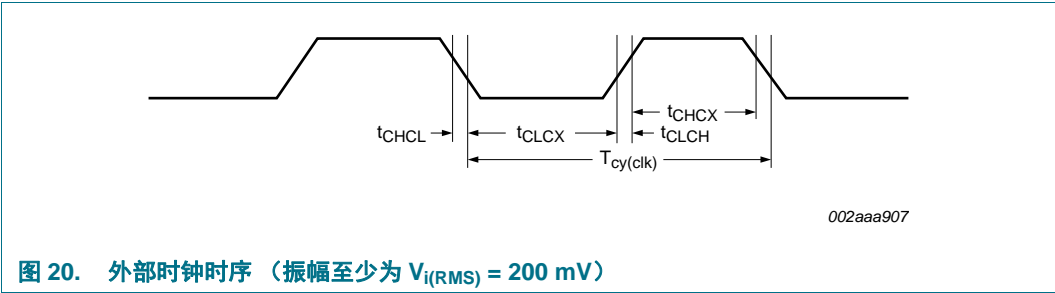 tCHCX
tCHCL
tCLCX
tCLCH
Tcy(clk)
002aaa907
图 20. 外部时钟时序 （振幅至少为 Vi(RMS) = 200 mV）